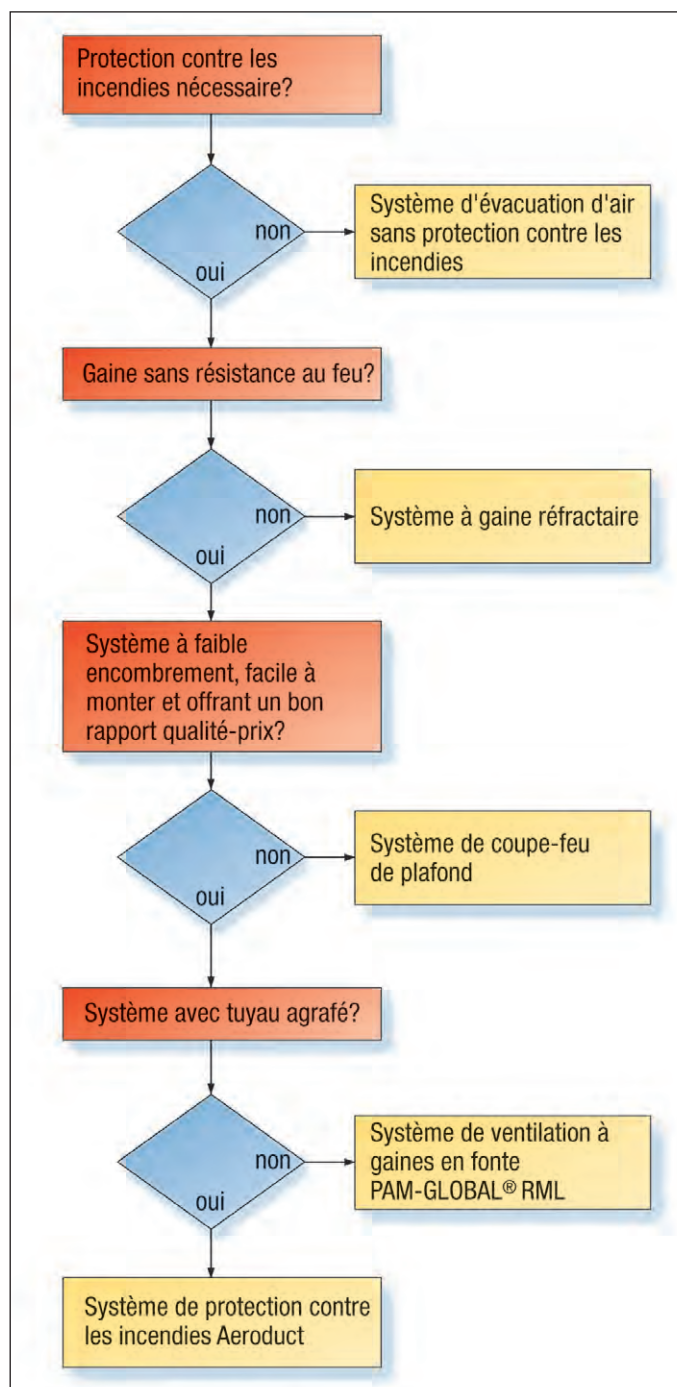 Protection contre les
incendies nécessaire?
non
oui
Système d'évacuation d'air
sans protection contre les
incendies
Gaine sans résistance au feu?
non
oui
Système à gaine réfractaire
Système à faible
encombrement, facile à
monter et offrant un bon
rapport qualité-prix?
non
oui
Système de coupe-feu
de plafond
Système avec tuyau agrafé?
non
oui
Système de ventilation à
gaines en fonte
PAM-GLOBAL® RML
Système de protection contre
les incendies Aeroduct